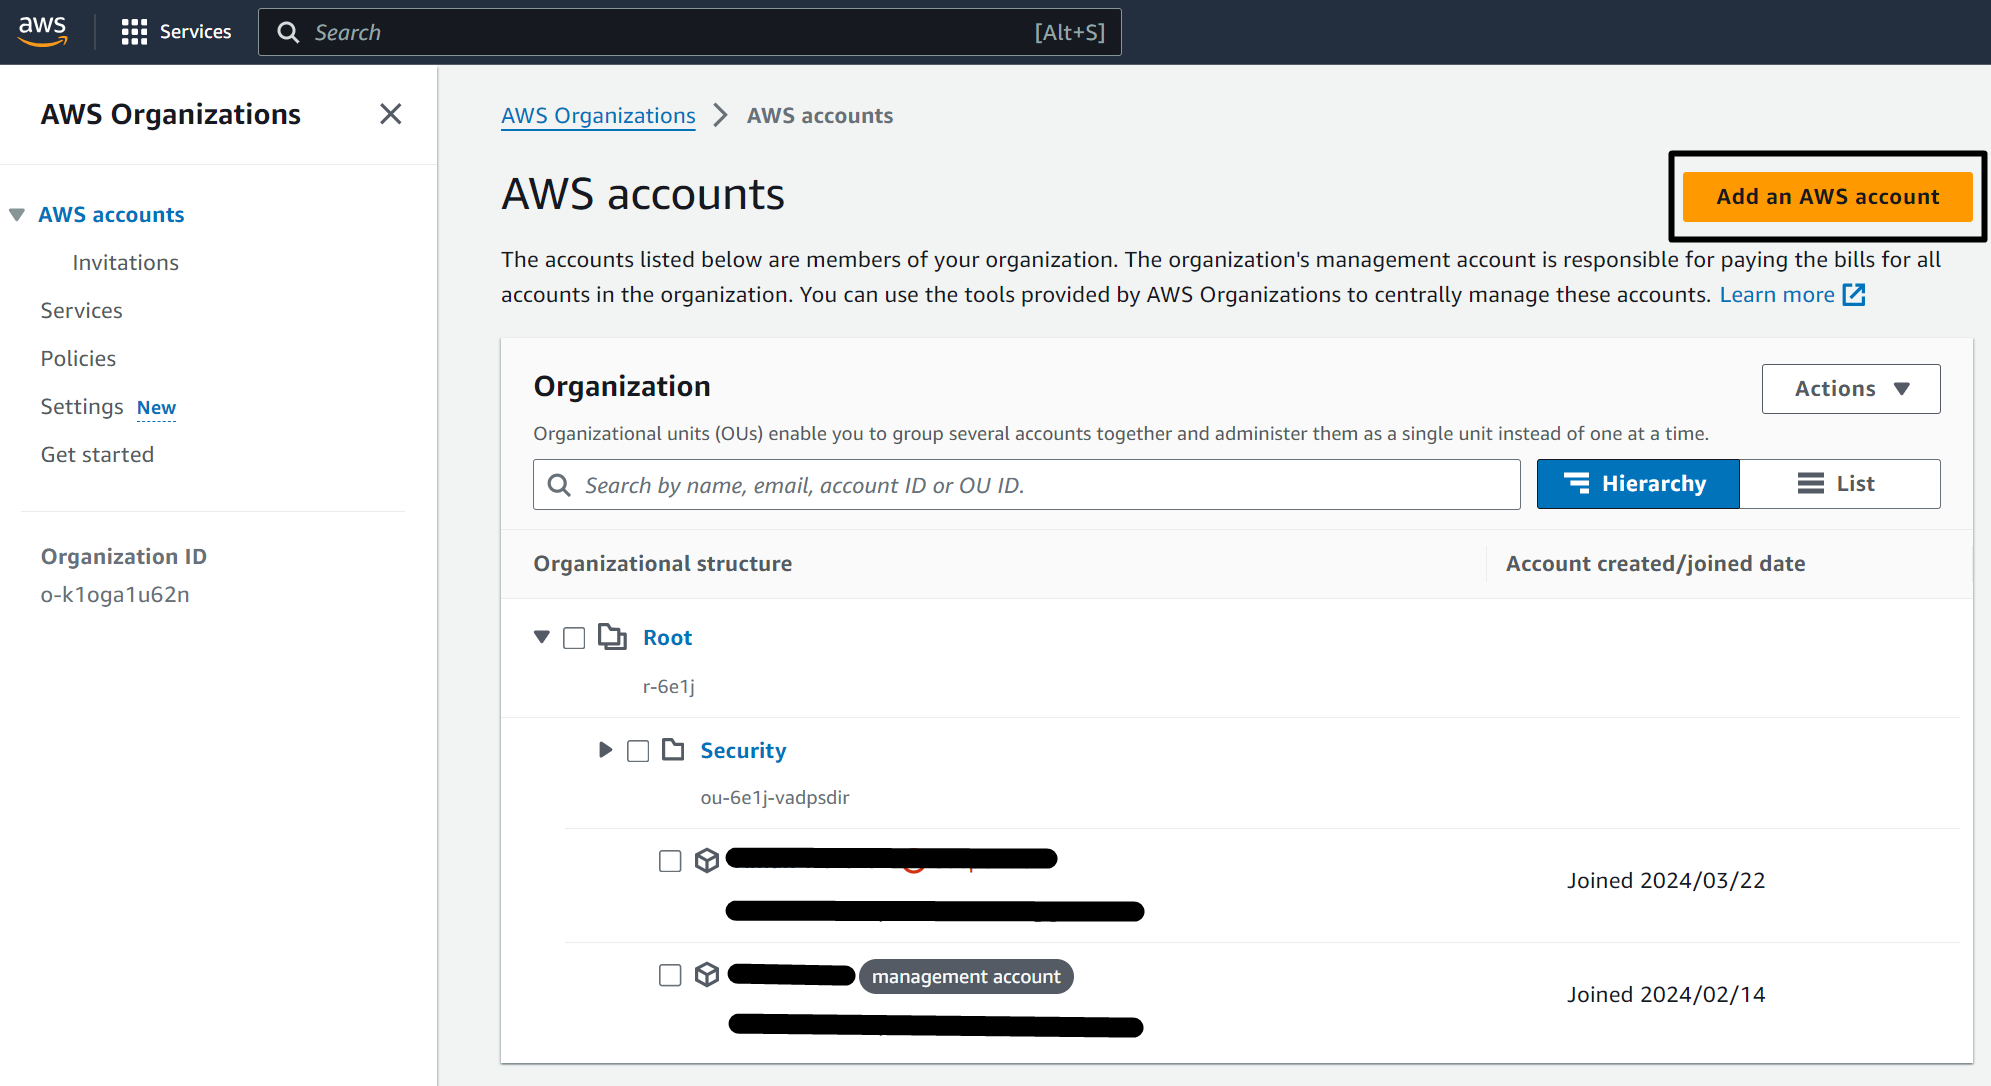 aws
Services
Search
[Alt+S]
AWS Organizations
AWS accounts
Invitations
Services
Policies
Settings New
Get started
Organization ID
o-k1oga1u62n
AWS Organizations AWS accounts
AWS accounts
Add an AWS account
The accounts listed below are members of your organization. The organization's management account is responsible for paying the bills for all
accounts in the organization. You can use the tools provided by AWS Organizations to centrally manage these accounts. Learn more
Organization
Actions
Organizational units (OUs) enable you to group several accounts together and administer them as a single unit instead of one at a time.
Search by name, email, account ID or OU ID.
Hierarchy
List
Organizational structure
Account created/joined date
Root
r-6e1j
Security
ou-6e1j-vadpsdir
Joined 2024/03/22
management account
Joined 2024/02/14